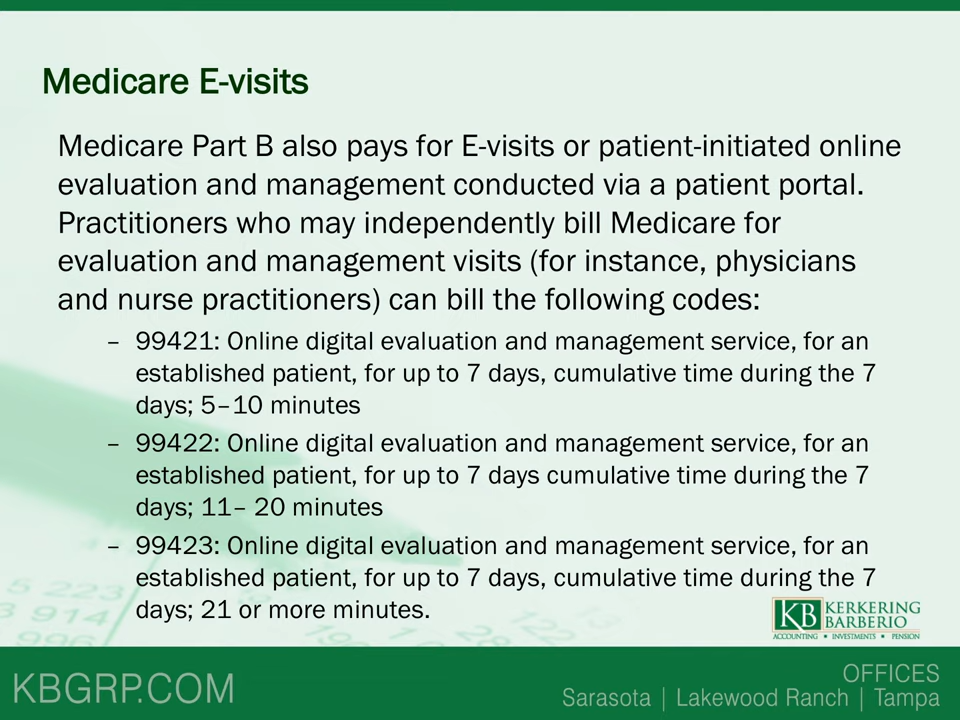 Medicare E-visits
Medicare Part B also pays for E-visits or patient-initiated online
evaluation and management conducted via a patient portal.
Practitioners who may independently bill Medicare for
evaluation and management visits (for instance, physicians
and nurse practitioners) can bill the following codes:
– 99421: Online digital evaluation and management service, for an
established patient, for up to 7 days, cumulative time during the 7
days; 5–10 minutes
– 99422: Online digital evaluation and management service, for an
established patient, for up to 7 days cumulative time during the 7
days; 11– 20 minutes
– 99423: Online digital evaluation and management service, for an
established patient, for up to 7 days, cumulative time during the 7
days; 21 or more minutes.
5 223
3 914
990
KB KERKERING
BARBERIO
ACCOUNTING • INVESTMENTS • PENSION
KBGRP.COM
OFFICES
Sarasota | Lakewood Ranch | Tampa